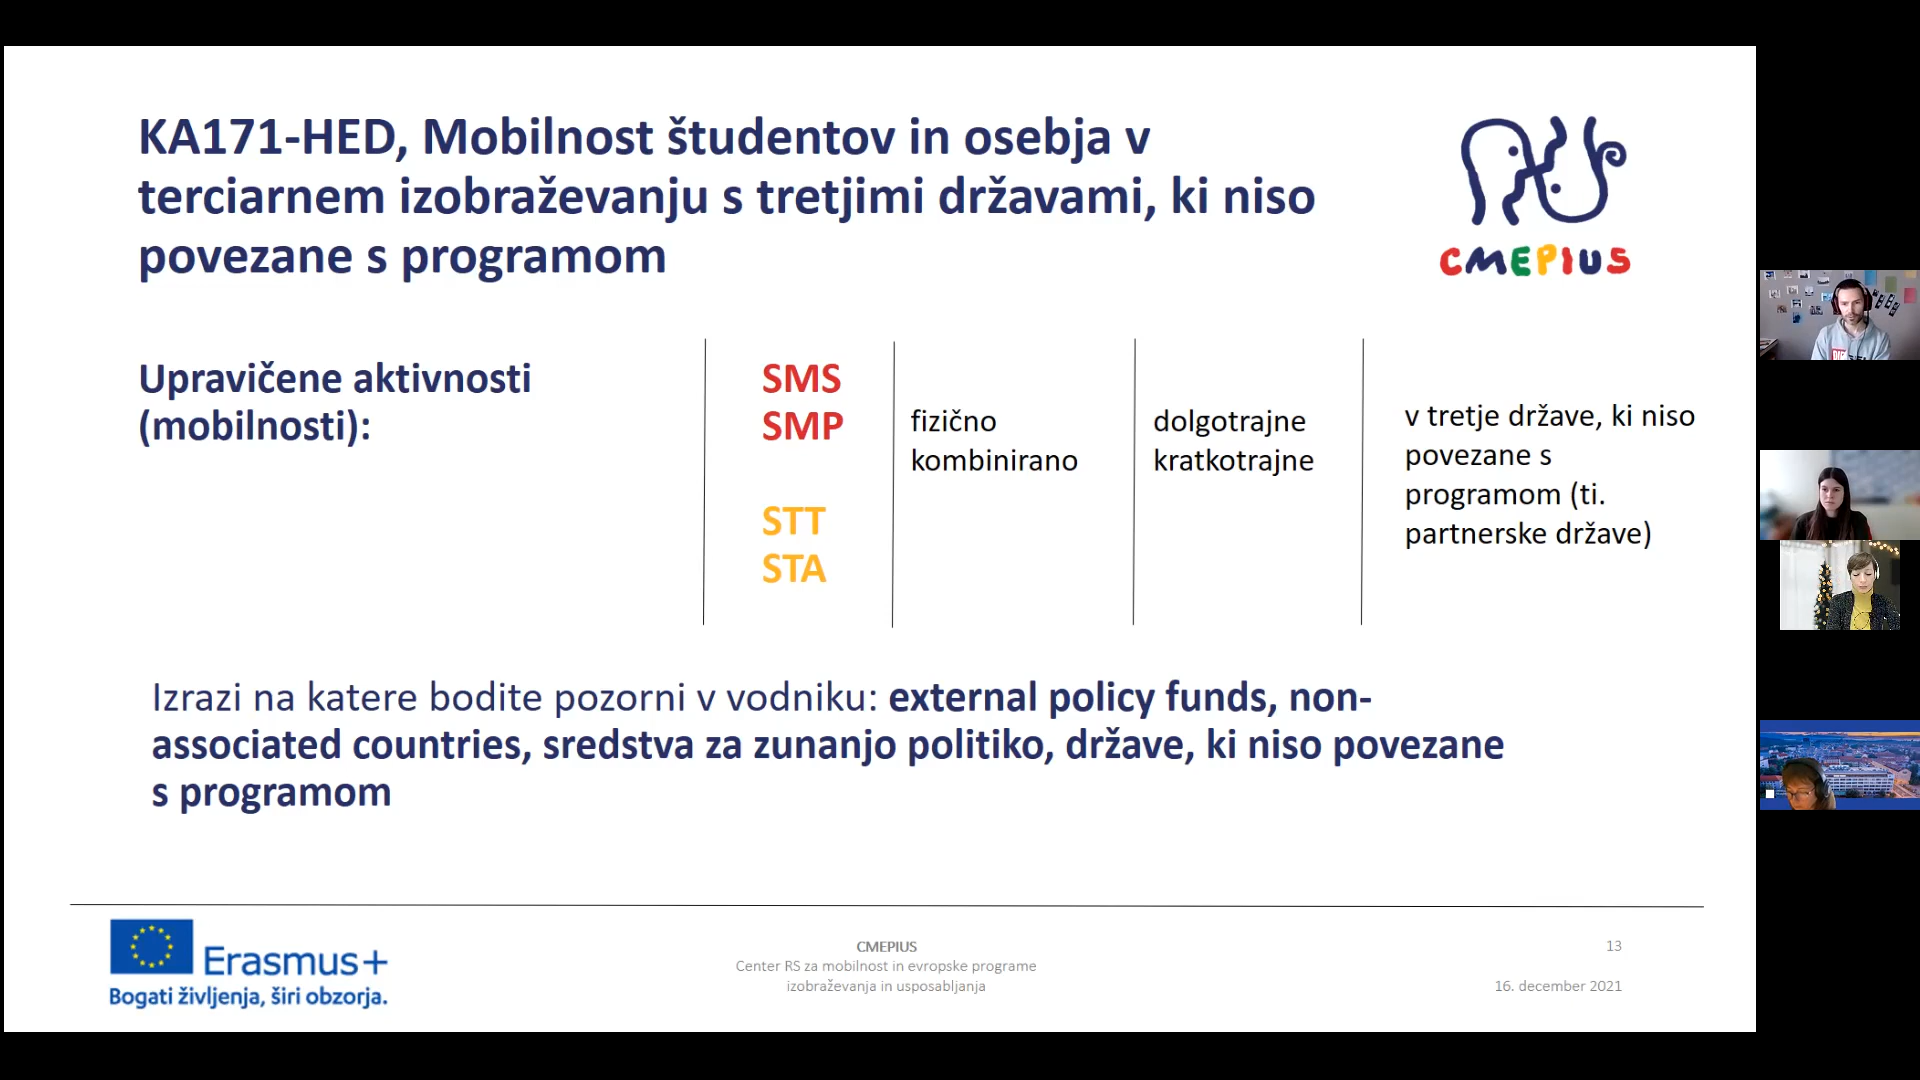 KA171-HED, Mobilnost študentov in osebja v
terciarnem izobraževanju s tretjimi državami, ki niso
povezane s programom
CMEPIUS
Upravičene aktivnosti
(mobilnosti):
SMS
SMP
STT
STA
fizično
kombinirano
dolgotrajne
kratkotrajne
v tretje države, ki niso
povezane s
programom (ti.
partnerske države)
Izrazi na katere bodite pozorni v vodniku: external policy funds, non-
associated countries, sredstva za zunanjo politiko, države, ki niso povezane
s programom
Erasmus+
Bogati življenja, širi obzorja.
CMEPIUS
Center RS za mobilnost in evropske programe
izobraževanja in usposabljanja
13
16. december 2021